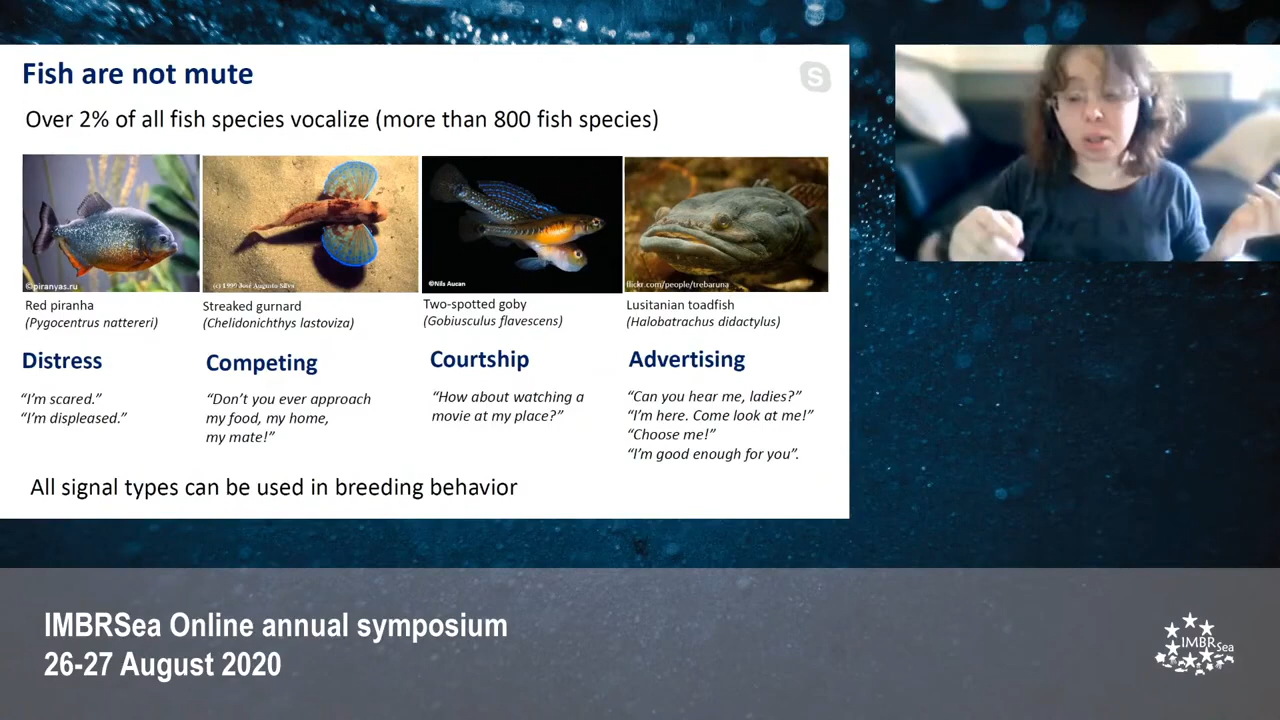 Fish are not mute
S
Over 2% of all fish species vocalize (more than 800 fish species)
©piranyas.ru
(c) 1999 José Augusto Silva
©Nils Aucan
flickr.com/people/trebaruna
Red piranha
(Pygocentrus nattereri)
Streaked gurnard
(Chelidonichthys lastoviza)
Two-spotted goby
(Gobiusculus flavescens)
Lusitanian toadfish
(Halobatrachus didactylus)
Distress
“I’m scared.”
“I’m displeased.”
Competing
“Don’t you ever approach
my food, my home,
my mate!”
Courtship
“How about watching a
movie at my place?”
Advertising
“Can you hear me, ladies?”
“I’m here. Come look at me!”
“Choose me!”
“I’m good enough for you”.
All signal types can be used in breeding behavior
IMBRSea Online annual symposium
26-27 August 2020
IMBRSea